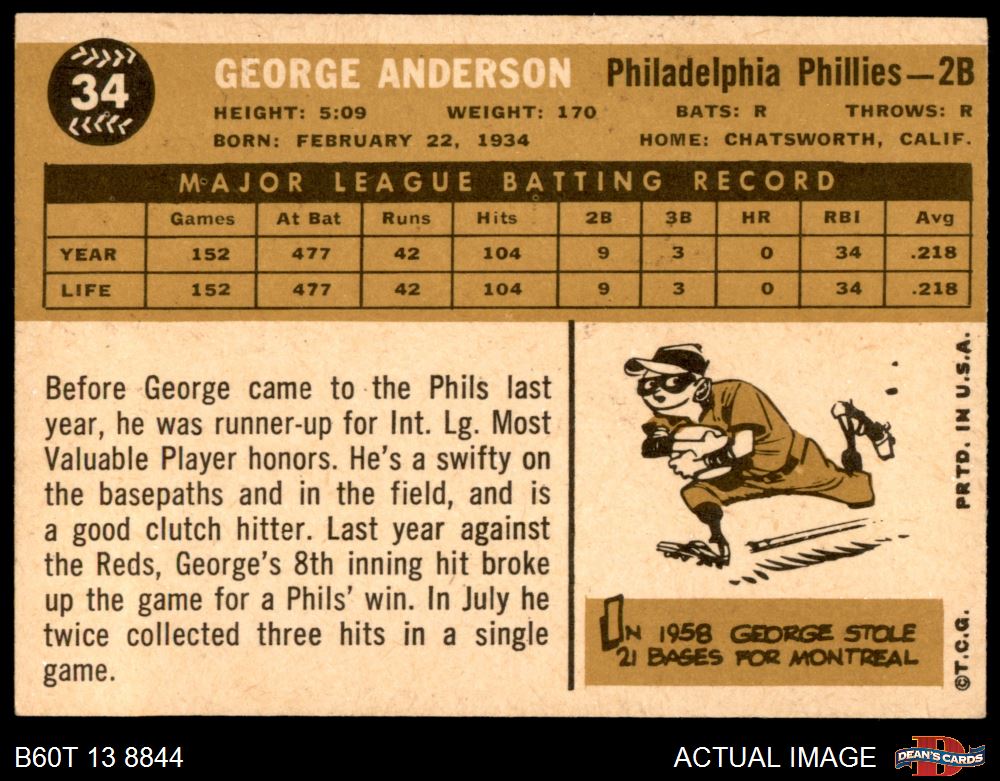 34
GEORGE ANDERSON Philadelphia Phillies—2B
HEIGHT: 5:09 WEIGHT: 170 BATS: R THROWS: R
BORN: FEBRUARY 22, 1934 HOME: CHATSWORTH, CALIF.
MAJOR LEAGUE BATTING RECORD
Games At Bat Runs Hits 2B 3B HR RBI Avg
YEAR 152 477 42 104 9 3 0 34 .218
LIFE 152 477 42 104 9 3 0 34 .218
Before George came to the Phils last
year, he was runner-up for Int. Lg. Most
Valuable Player honors. He's a swifty on
the basepaths and in the field, and is
a good clutch hitter. Last year against
the Reds, George's 8th inning hit broke
up the game for a Phils' win. In July he
twice collected three hits in a single
game.
IN 1958 GEORGE STOLE
21 BASES FOR MONTREAL
©T.C.G. PRTD. IN U.S.A.
B60T 13 8844 ACTUAL IMAGE
D
DEAN'S CARDS